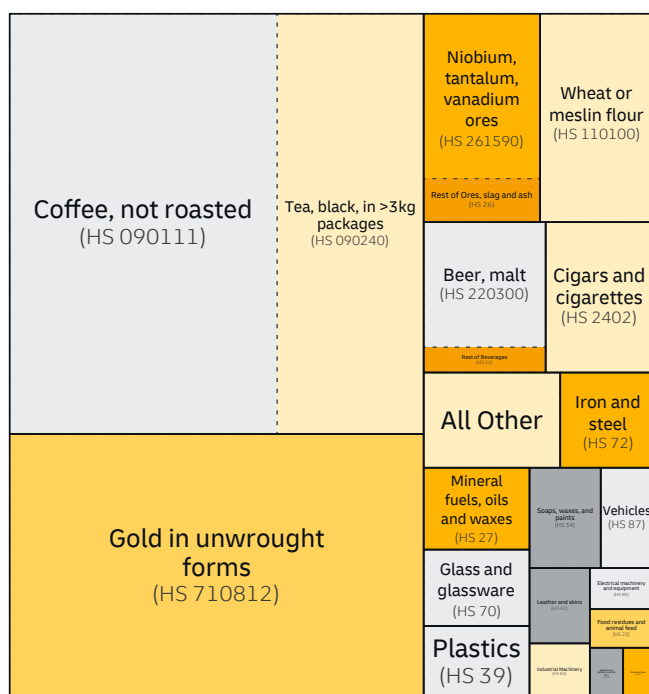 Coffee, not roasted
(HS 090111)
Tea, black, in >3kg
packages
(HS 090240)
Gold in unwrought
forms
(HS 710812)
Niobium,
tantalum,
vanadium
ores
(HS 261590)
Rest of Ores, slag and ash
(HS 26)
Wheat or
meslin flour
(HS 110100)
Beer, malt
(HS 220300)
Rest of Beverages
(HS 22)
Cigars and
cigarettes
(HS 2402)
All Other
Iron and
steel
(HS 72)
Mineral
fuels, oils
and waxes
(HS 27)
Soaps, waxes, and
paints
(HS 34)
Vehicles
(HS 87)
Glass and
glassware
(HS 70)
Leather and skins
(HS 41)
Electrical machinery
and equipment
(HS 85)
Food residues and
animal feed
(HS 23)
Plastics
(HS 39)
Industrial Machinery
(HS 84)